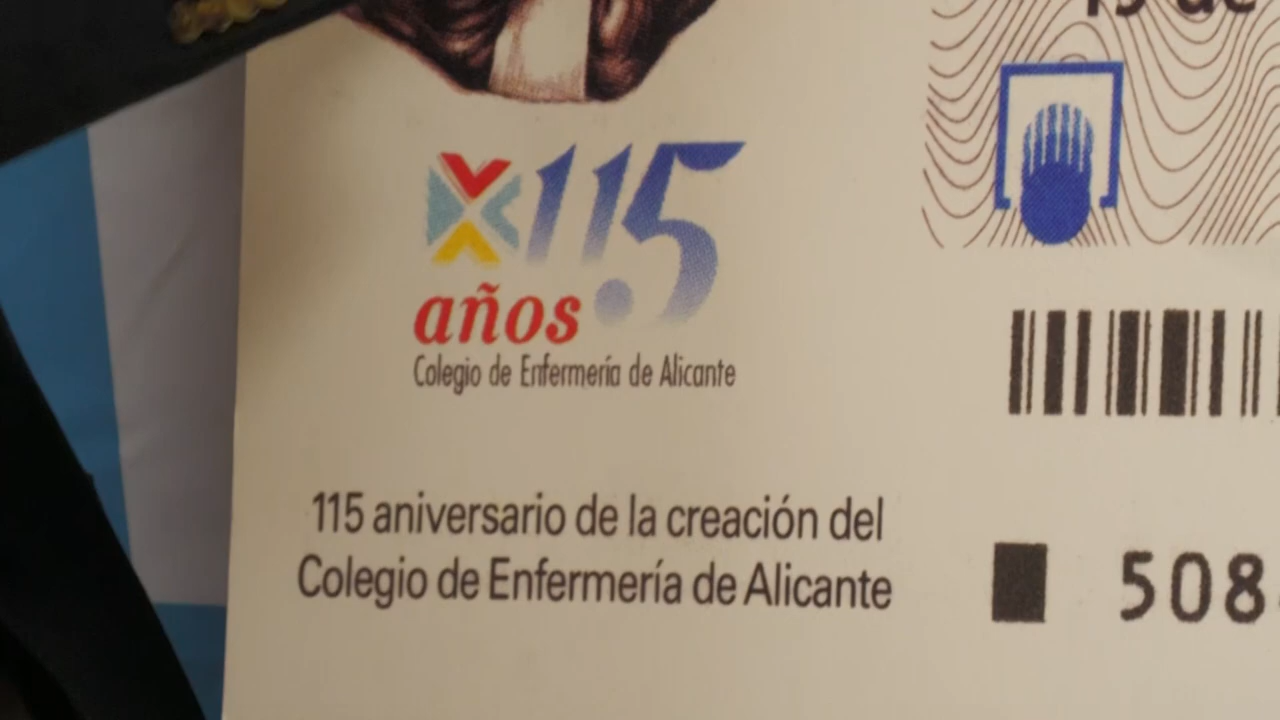 115
años
Colegio de Enfermería de Alicante
115 aniversario de la creación del
Colegio de Enfermería de Alicante
508